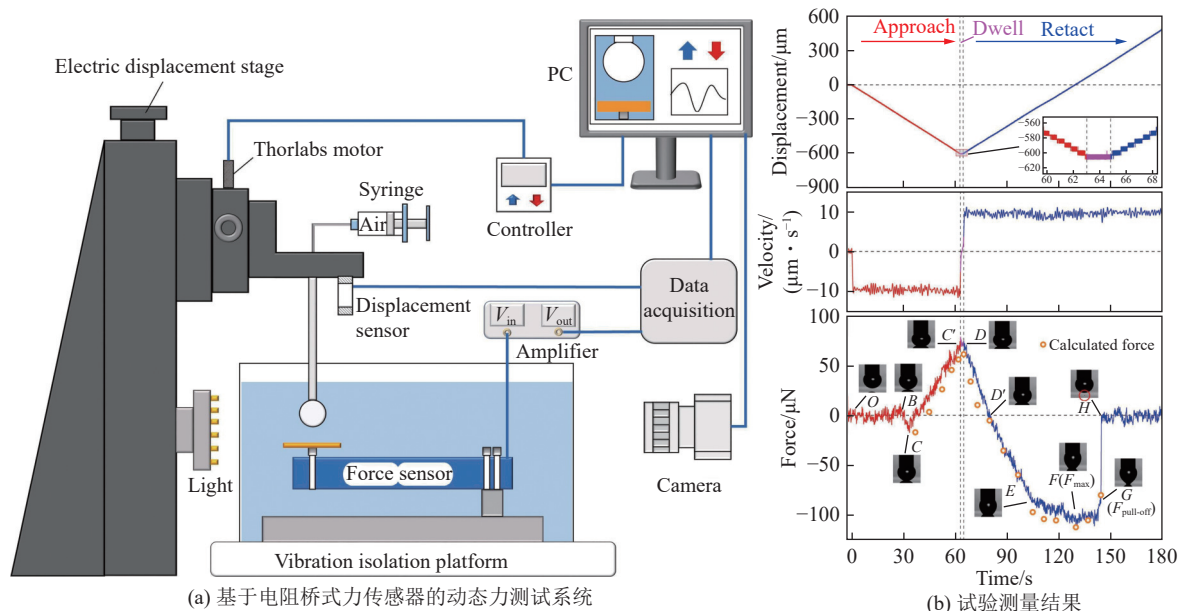 Electric displacement stage
Thorlabs motor
Syringe
Air
Controller
PC
Displacement
sensor
V_in
V_out
Amplifier
Data
acquisition
Light
Force sensor
Camera
Vibration isolation platform
(a) 基于电阻桥式力传感器的动态力测试系统
Displacement/μm
600
300
0
−300
−600
−900
Approach
Dwell
Retact
−560
−580
−600
−620
60
62
64
66
68
Velocity/
(μm・s⁻¹)
10
0
−10
Force/μN
100
50
0
−50
−100
Calculated force
O
B
C
C′
D
D′
E
F(F_max)
G
(F_pull-off)
H
0
30
60
90
120
150
180
Time/s
(b) 试验测量结果